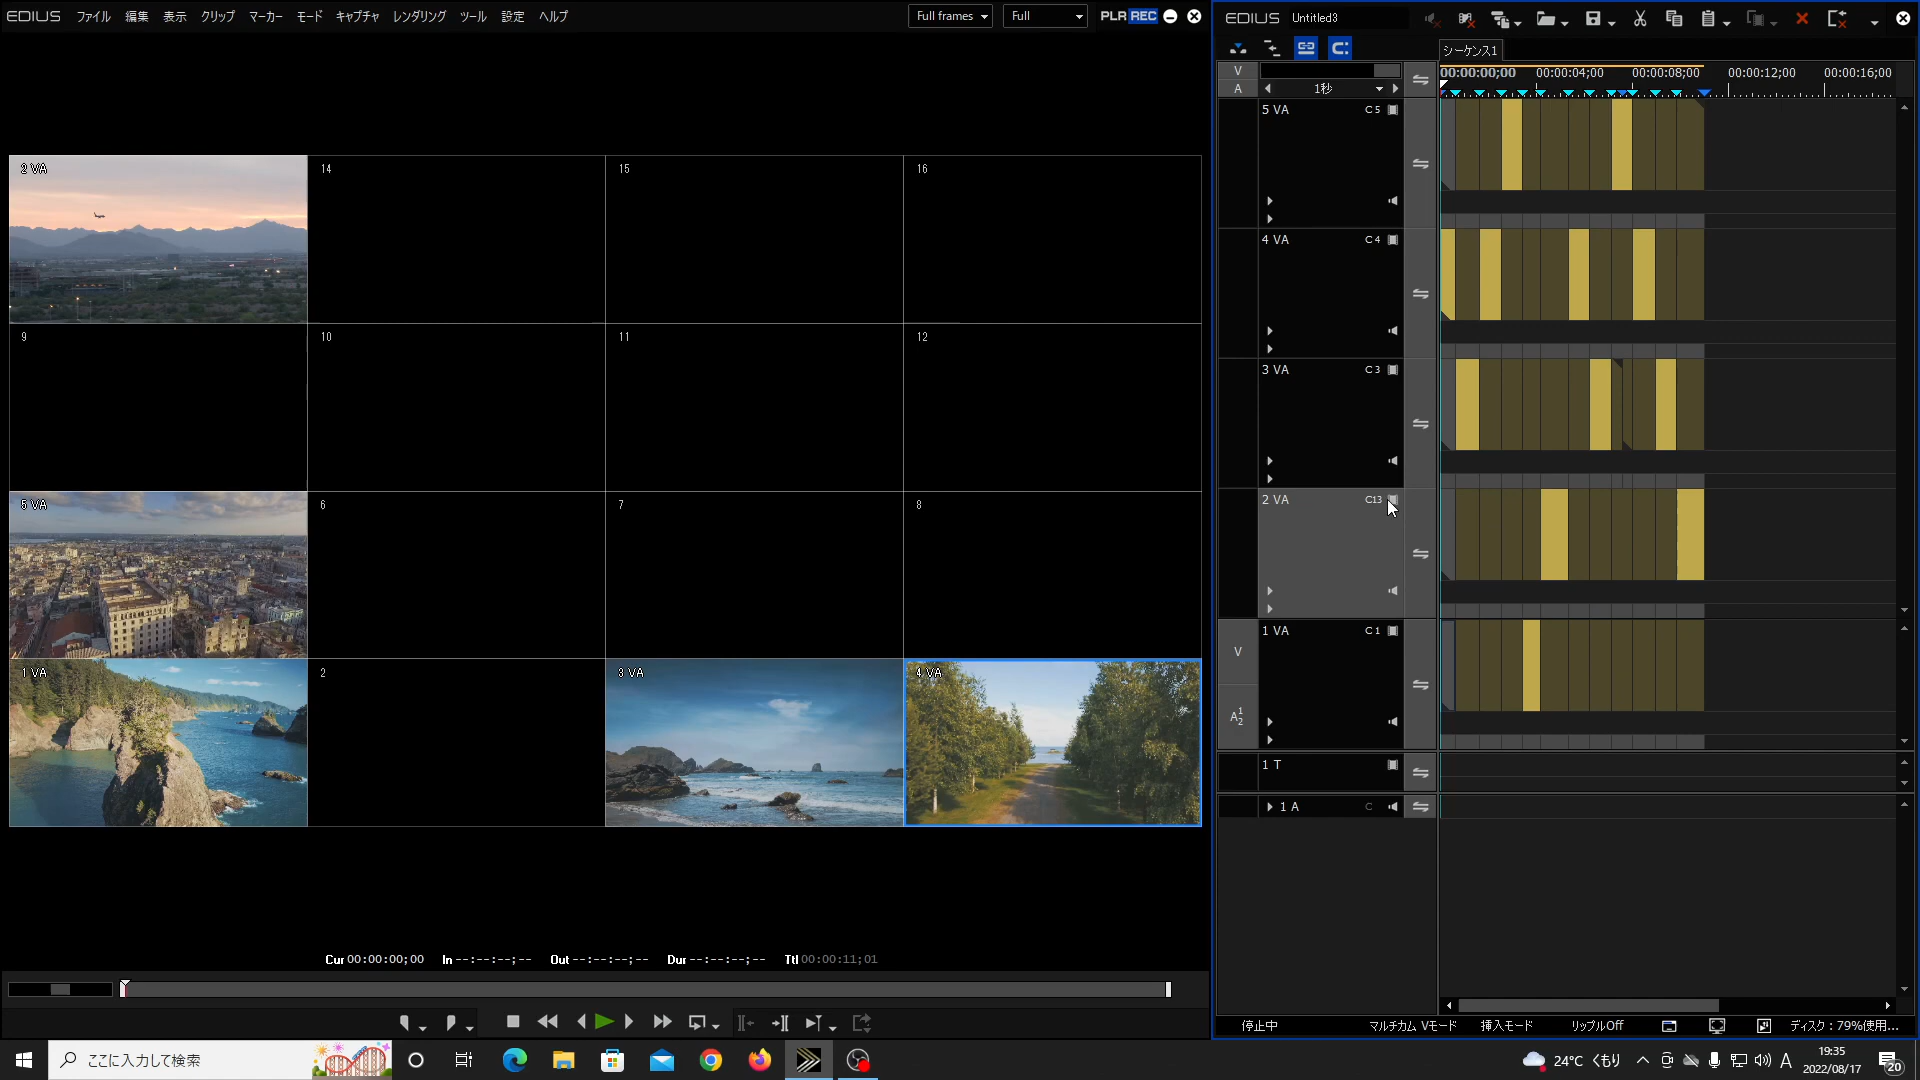 EDIUS ファイル 編集 表示 クリップ マーカー モード キャプチャ レンダリング ツール 設定 ヘルプ
Full frames
Full
PLR REC
EDIUS Untitled3
シーケンス1
V
A
1秒
00:00:00;00 00:00:04;00 00:00:08;00 00:00:12;00 00:00:16;00
2 VA
14
15
16
9
10
11
12
5 VA
6
7
8
1 VA
2
3 VA
4 VA
5 VA C5
4 VA C4
3 VA C3
2 VA C13
V
A12
1 VA C1
1 T
1 A C
Cur 00:00:00;00 In --:--:--;-- Out --:--:--;-- Dur --:--:--;-- Ttl 00:00:11;01
停止中 マルチカム Vモード 挿入モード リップルOff ディスク : 79%使用...
ここに入力して検索
24°C くもり
A
19:35
2022/08/17
20